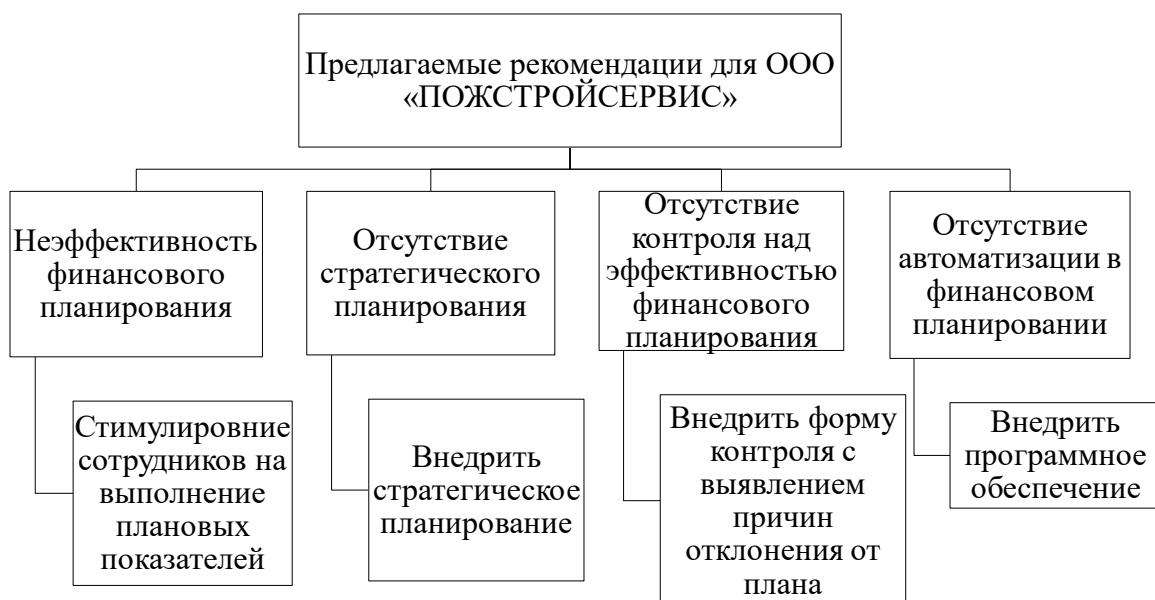 Предлагаемые рекомендации для ООО
«ПОЖСТРОЙСЕРВИС»
Неэффективность
финансового
планирования
Отсутствие
стратегического
планирования
Отсутствие
контроля над
эффективностью
финансового
планирования
Отсутствие
автоматизации в
финансовом
планировании
Стимулировние
сотрудников на
выполнение
плановых
показателей
Внедрить
стратегическое
планирование
Внедрить форму
контроля с
выявлением
причин
отклонения от
плана
Внедрить
программное
обеспечение